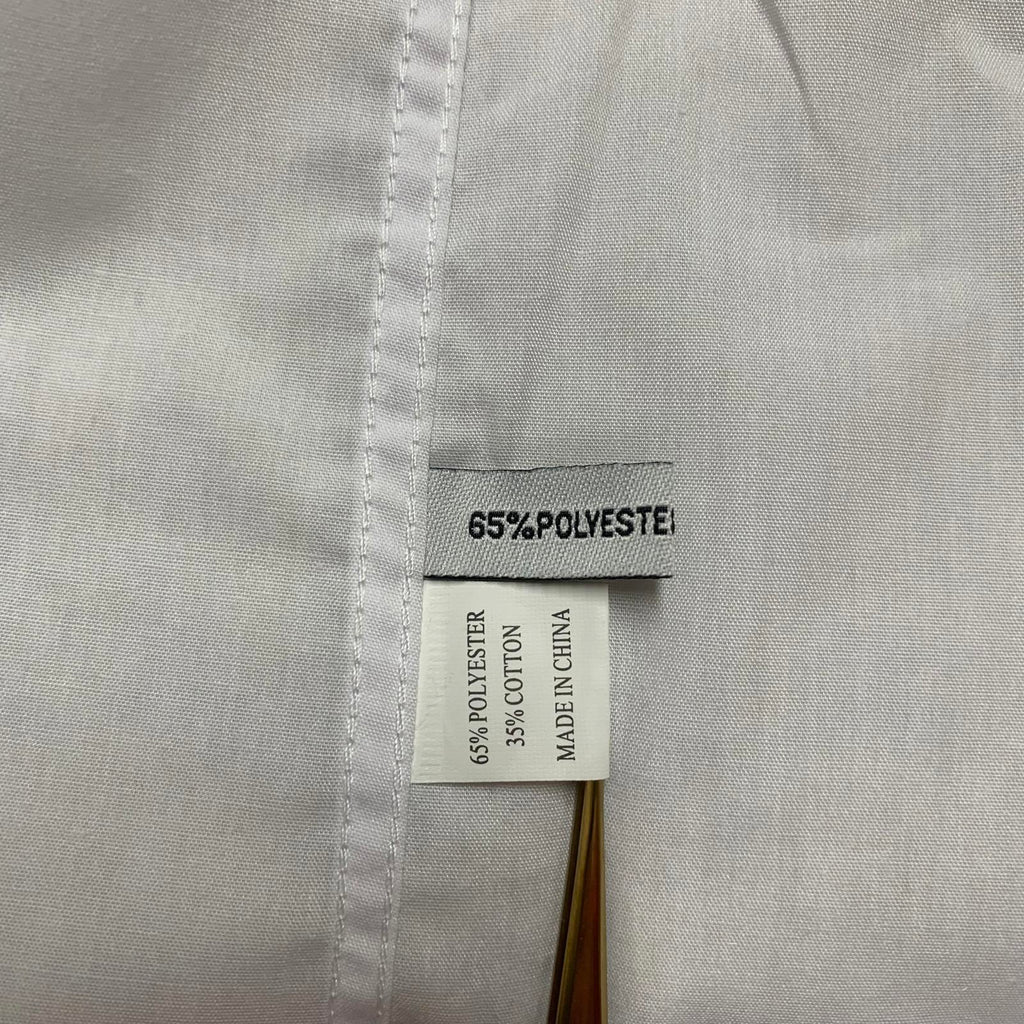 65%POLYESTE
65% POLYESTER
35% COTTON
MADE IN CHINA